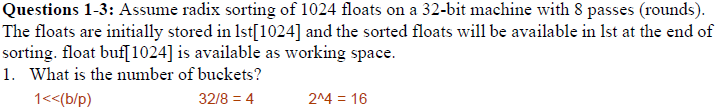 Questions 1-3: Assume radix sorting of 1024 floats on a 32-bit machine with 8 passes (rounds).
The floats are initially stored in lst[1024] and the sorted floats will be available in lst at the end of
sorting. float buf[1024] is available as working space.
1. What is the number of buckets?
1<<(b/p) 32/8 = 4 2^4 = 16